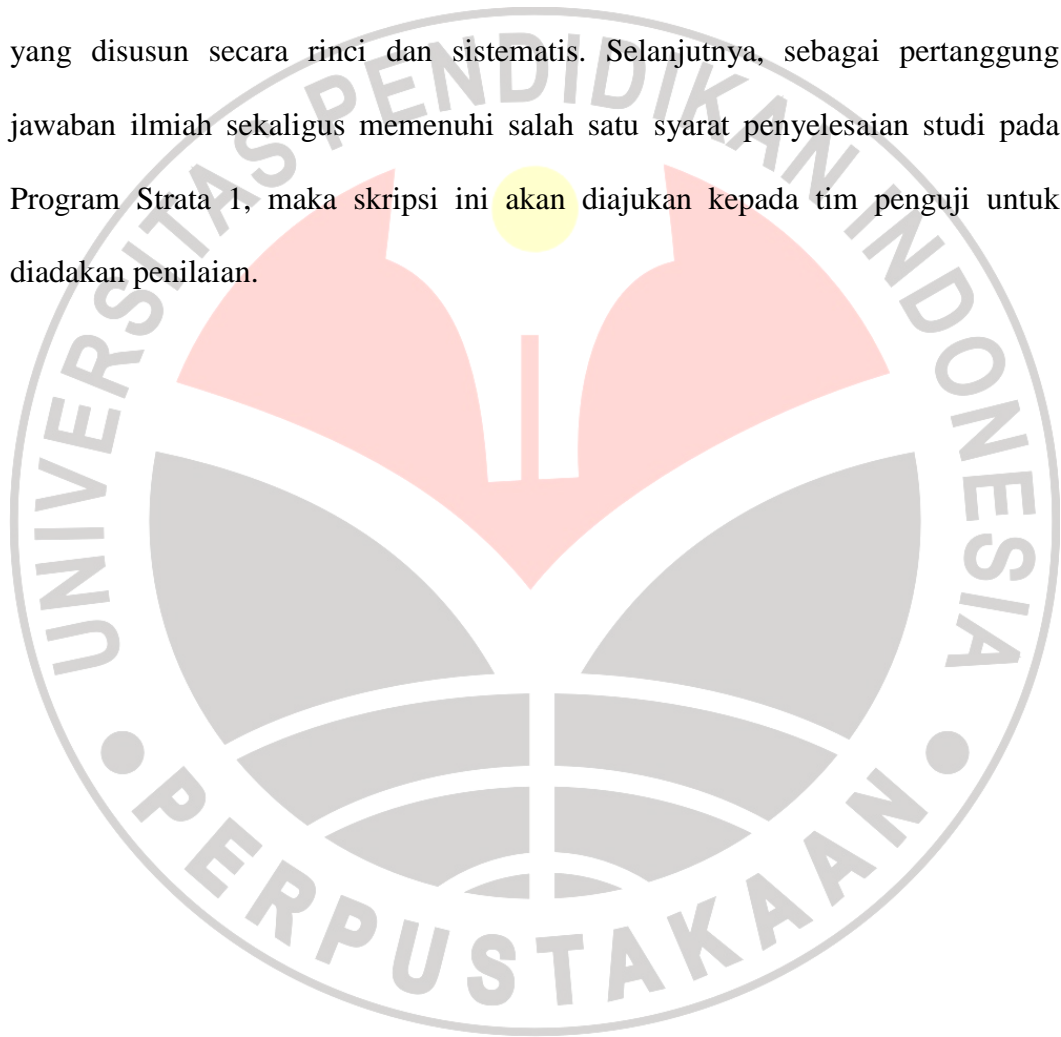 yang disusun secara rinci dan sistematis. Selanjutnya, sebagai pertanggung
jawaban ilmiah sekaligus memenuhi salah satu syarat penyelesaian studi pada
Program Strata 1, maka skripsi ini akan diajukan kepada tim penguji untuk
diadakan penilaian.
UNIVERSITAS PENDIDIKAN INDONESIA
PERPUSTAKAAN